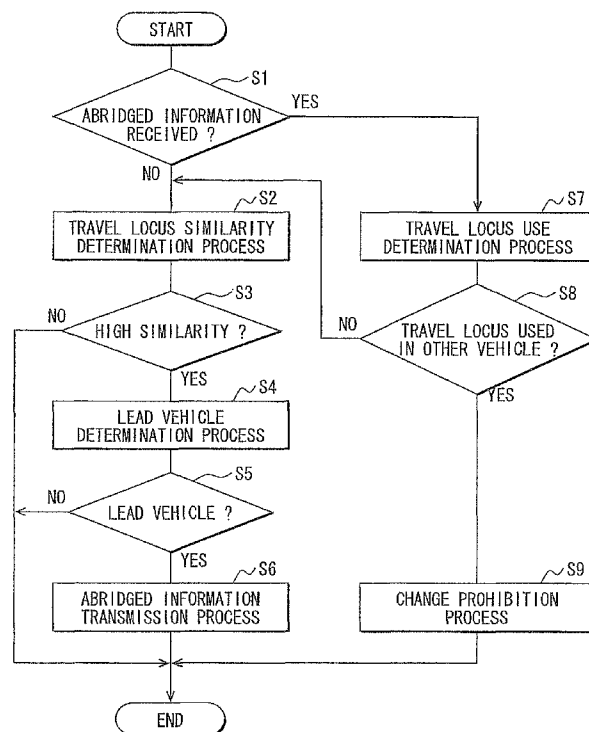 START
S1
ABRIDGED INFORMATION
RECEIVED ?
YES
NO
S2
TRAVEL LOCUS SIMILARITY
DETERMINATION PROCESS
S3
NO
HIGH SIMILARITY ?
YES
S4
LEAD VEHICLE
DETERMINATION PROCESS
S5
NO
LEAD VEHICLE ?
YES
S6
ABRIDGED INFORMATION
TRANSMISSION PROCESS
S7
TRAVEL LOCUS USE
DETERMINATION PROCESS
S8
NO
TRAVEL LOCUS USED
IN OTHER VEHICLE ?
YES
S9
CHANGE PROHIBITION
PROCESS
END